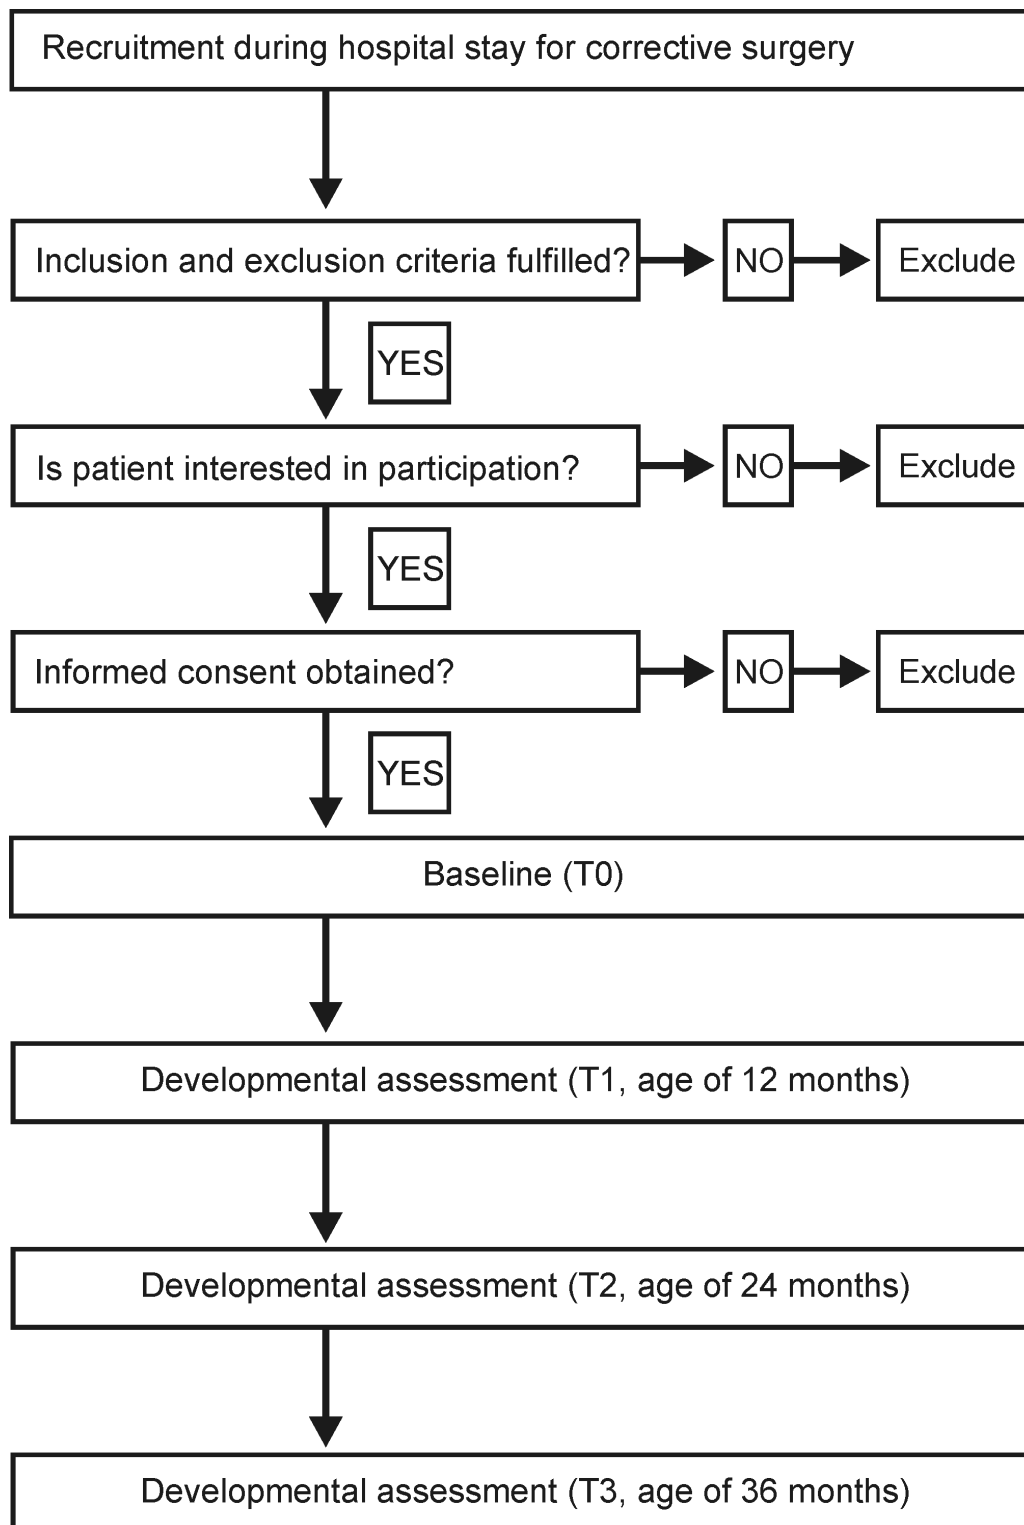 Recruitment during hospital stay for corrective surgery
Inclusion and exclusion criteria fulfilled?
NO
Exclude
YES
Is patient interested in participation?
NO
Exclude
YES
Informed consent obtained?
NO
Exclude
YES
Baseline (T0)
Developmental assessment (T1, age of 12 months)
Developmental assessment (T2, age of 24 months)
Developmental assessment (T3, age of 36 months)